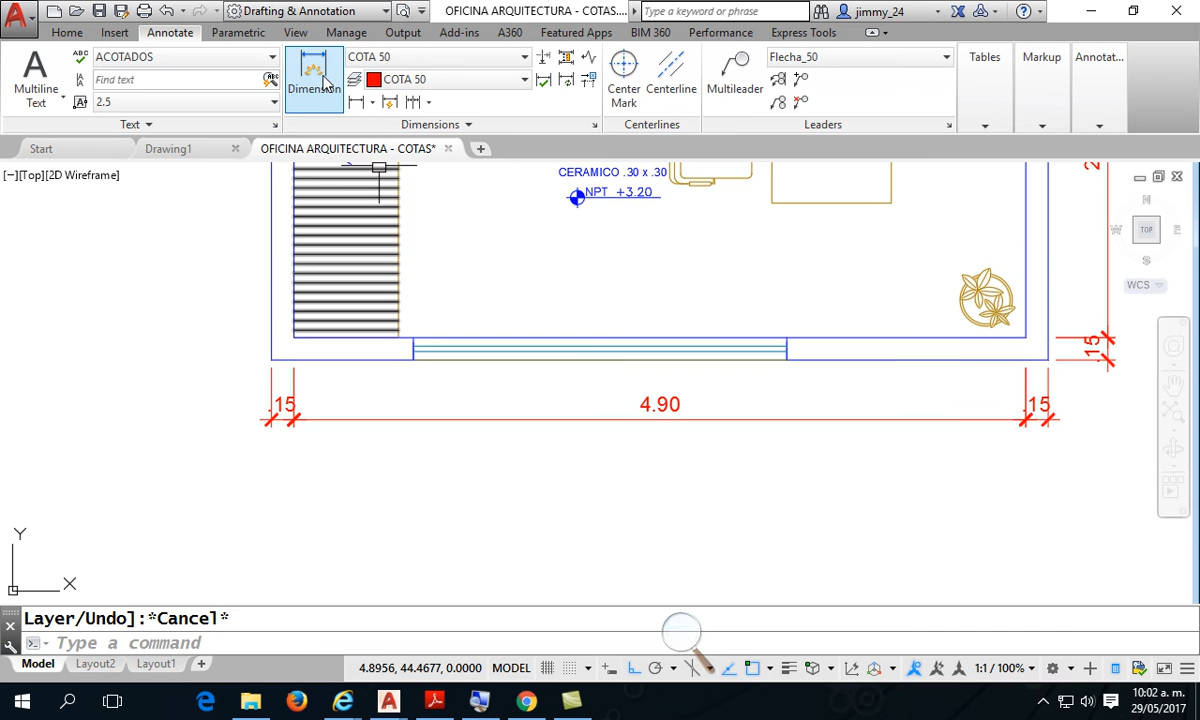 Drafting & Annotation
OFICINA ARQUITECTURA - COTAS....
Type a keyword or phrase
jimmy_24
Home
Insert
Annotate
Parametric
View
Manage
Output
Add-ins
A360
Featured Apps
BIM 360
Performance
Express Tools
Multiline Text
ACOTADOS
Find text
2.5
Dimension
COTA 50
COTA 50
Center Mark
Centerline
Multileader
Flecha_50
Tables
Markup
Annotat...
Text
Dimensions
Centerlines
Leaders
Start
Drawing1
OFICINA ARQUITECTURA - COTAS*
[−][Top][2D Wireframe]
CERAMICO .30 x .30
NPT +3.20
N
W
TOP
E
S
WCS
.15
.15
4.90
.15
Y
X
Layer/Undo]:*Cancel*
Type a command
Model
Layout2
Layout1
4.8956, 44.4677, 0.0000
MODEL
1:1 / 100%
10:02 a. m.
29/05/2017